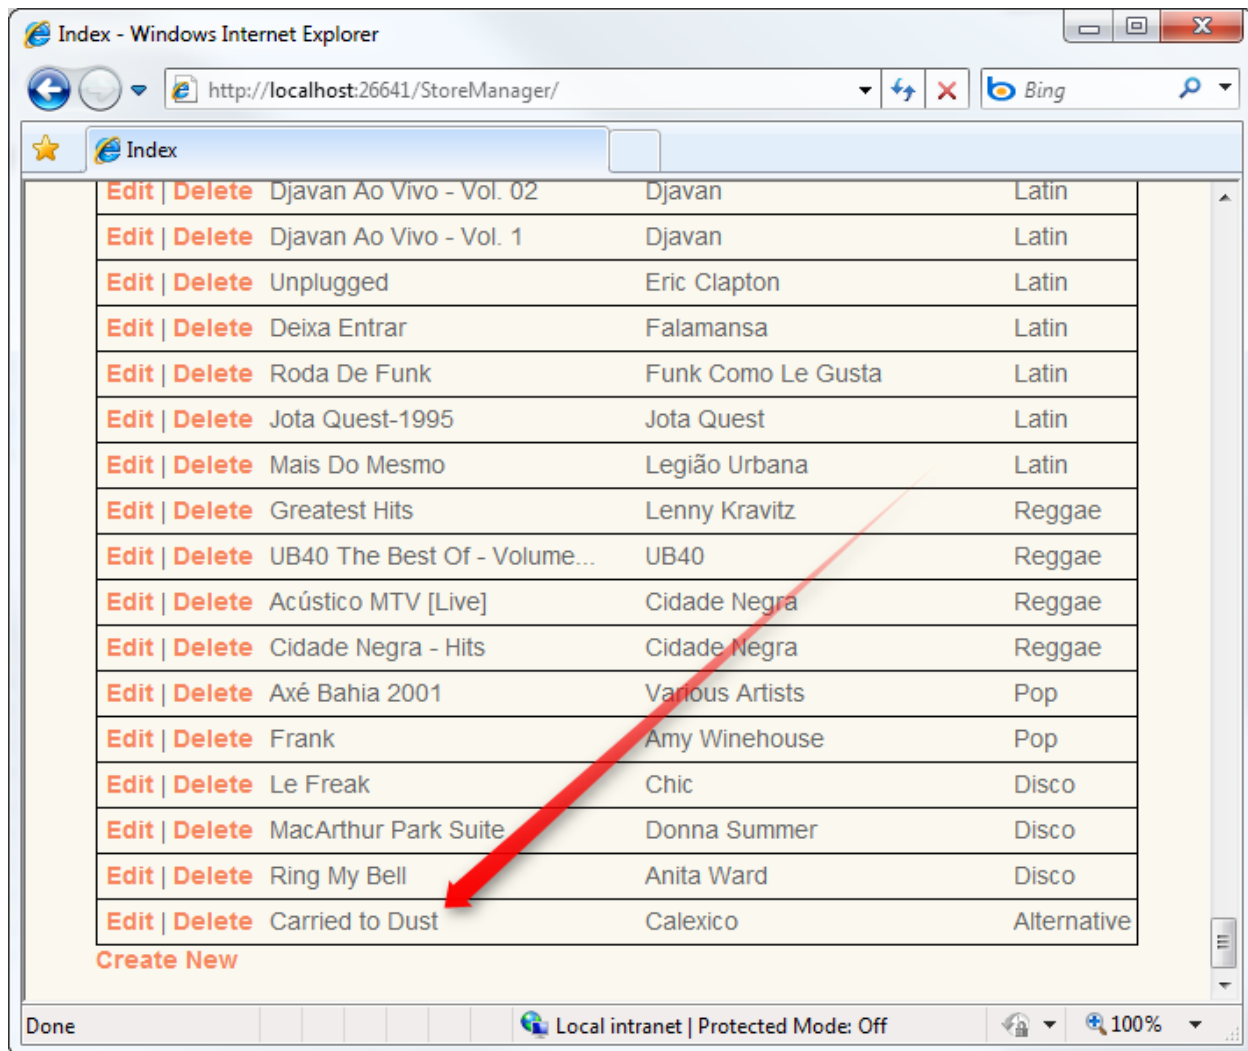 Index - Windows Internet Explorer
http://localhost:26641/StoreManager/
Bing
Index
Edit | Delete Djavan Ao Vivo - Vol. 02 Djavan Latin
Edit | Delete Djavan Ao Vivo - Vol. 1 Djavan Latin
Edit | Delete Unplugged Eric Clapton Latin
Edit | Delete Deixa Entrar Falamansa Latin
Edit | Delete Roda De Funk Funk Como Le Gusta Latin
Edit | Delete Jota Quest-1995 Jota Quest Latin
Edit | Delete Mais Do Mesmo Legião Urbana Latin
Edit | Delete Greatest Hits Lenny Kravitz Reggae
Edit | Delete UB40 The Best Of - Volume... UB40 Reggae
Edit | Delete Acústico MTV [Live] Cidade Negra Reggae
Edit | Delete Cidade Negra - Hits Cidade Negra Reggae
Edit | Delete Axé Bahia 2001 Various Artists Pop
Edit | Delete Frank Amy Winehouse Pop
Edit | Delete Le Freak Chic Disco
Edit | Delete MacArthur Park Suite Donna Summer Disco
Edit | Delete Ring My Bell Anita Ward Disco
Edit | Delete Carried to Dust Calexico Alternative
Create New
Done Local intranet | Protected Mode: Off 100%